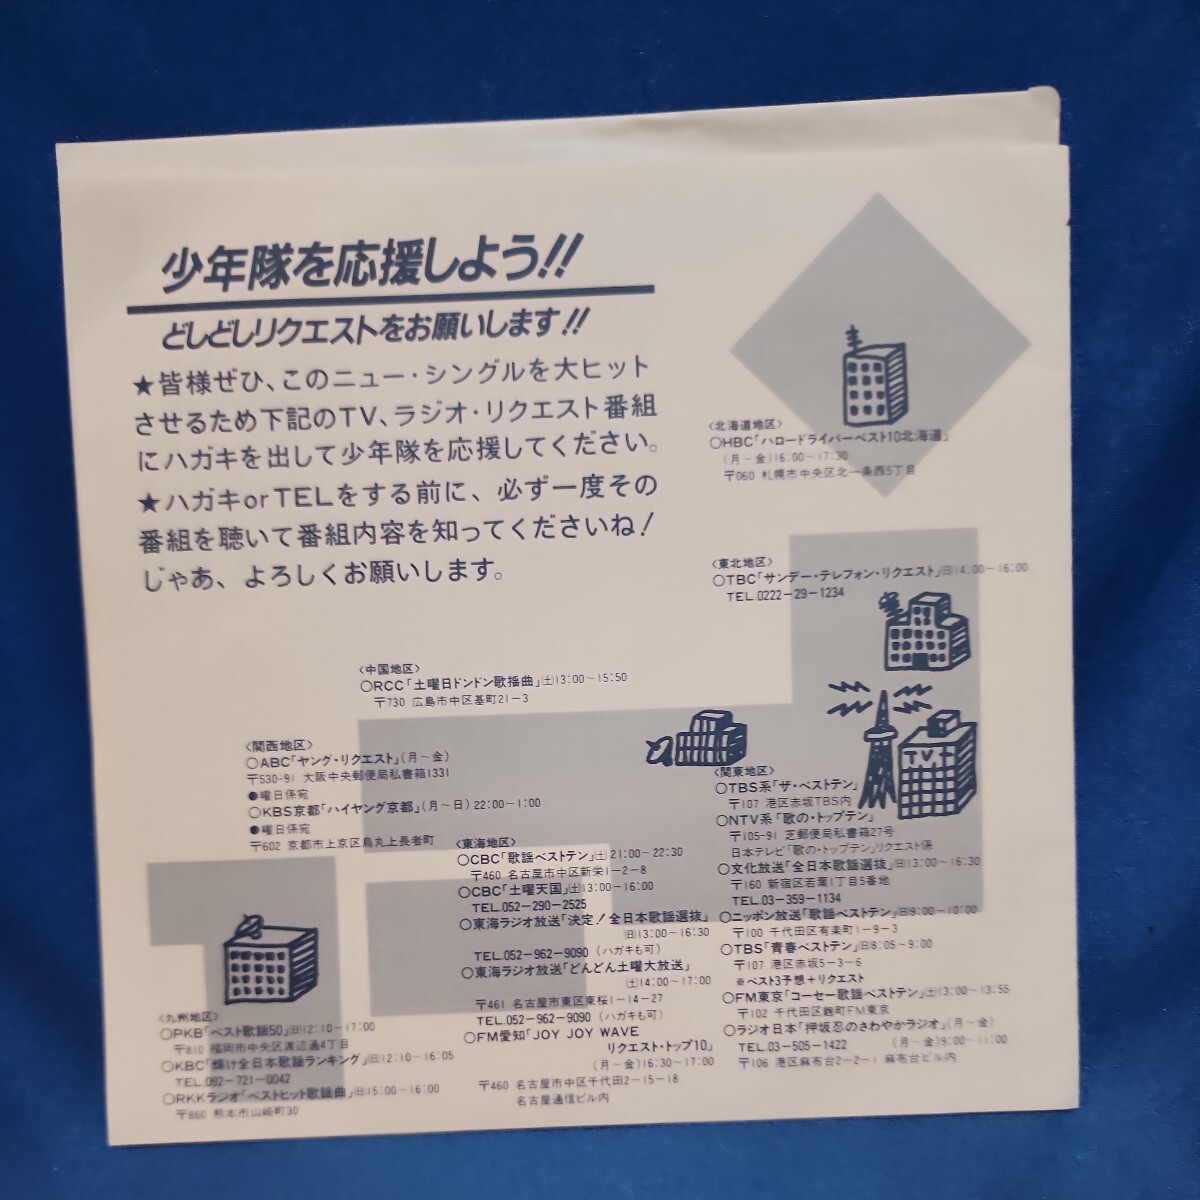 少年隊を応援しよう!!
どしどしリクエストをお願いします!!
★皆様ぜひ、このニュー・シングルを大ヒット
させるため下記のTV、ラジオ・リクエスト番組
にハガキを出して少年隊を応援してください。
★ハガキorTELをする前に、必ず一度その
番組を聴いて番組内容を知ってくださいね!
じゃあ、よろしくお願いします。
〈北海道地区〉
○HBC「ハロードライバーベスト10北海道」
(月〜金)16:00〜17:30
〒060 札幌市中央区北一条西5丁目
〈東北地区〉
○TBC「サンデー・テレフォン・リクエスト」㊐14:00〜16:00
TEL.0222-29-1234
〈中国地区〉
○RCC「土曜日ドンドン歌謡曲」㊏13:00〜15:50
〒730 広島市中区基町21-3
〈関西地区〉
○ABC「ヤング・リクエスト」(月〜金)
〒530-91 大阪中央郵便局私書箱1331
●曜日係宛
○KBS京都「ハイヤング京都」(月〜日) 22:00〜1:00
●曜日係宛
〒602 京都市上京区烏丸上長者町
〈東海地区〉
○CBC「歌謡ベストテン」㊏21:00〜22:30
〒460 名古屋市中区新栄1-2-8
○CBC「土曜天国」㊏13:00〜16:00
TEL.052-290-2525
○東海ラジオ放送「決定!全日本歌謡選抜」
㊐13:00〜16:30
TEL.052-962-9090 (ハガキも可)
○東海ラジオ放送「どんどん土曜大放送」
㊏14:00〜17:00
〒461 名古屋市東区東桜1-14-27
TEL.052-962-9090 (ハガキも可)
○FM愛知「JOY JOY WAVE
リクエスト・トップ10」
(月〜金)16:30〜17:00
〒460 名古屋市中区千代田2-15-18
名古屋通信ビル内
TV
〈関東地区〉
○TBS系「ザ・ベストテン」
〒107 港区赤坂TBS内
○NTV系「歌の・トップテン」
〒105-91 芝郵便局私書箱27号
日本テレビ「歌の・トップテン」リクエスト係
○文化放送「全日本歌謡選抜」㊐13:00〜16:30
〒160 新宿区若葉1丁目5番地
TEL.03-359-1134
○ニッポン放送「歌謡ベストテン」㊐9:00〜10:00
〒100 千代田区有楽町1-9-3
○TBS「青春ベストテン」㊐8:05〜9:00
〒107 港区赤坂5-3-6
※ベスト3予想+リクエスト
○FM東京「コーセー歌謡ベストテン」㊏13:00〜13:55
〒102 千代田区麹町FM東京
○ラジオ日本「押坂忍のさわやかラジオ」(月〜金)
TEL.03-505-1422 (月〜金)9:00〜11:00
〒106 港区麻布台2-2-1 麻布台ビル内
〈九州地区〉
○PKB「ベスト歌謡50」㊐12:10〜17:00
〒810 福岡市中央区渡辺通4丁目
○KBC「輝け全日本歌謡ランキング」㊐12:10〜16:05
TEL.092-721-0042
○RKKラジオ「ベストヒット歌謡曲」㊐15:00〜16:00
〒860 熊本市山崎町30